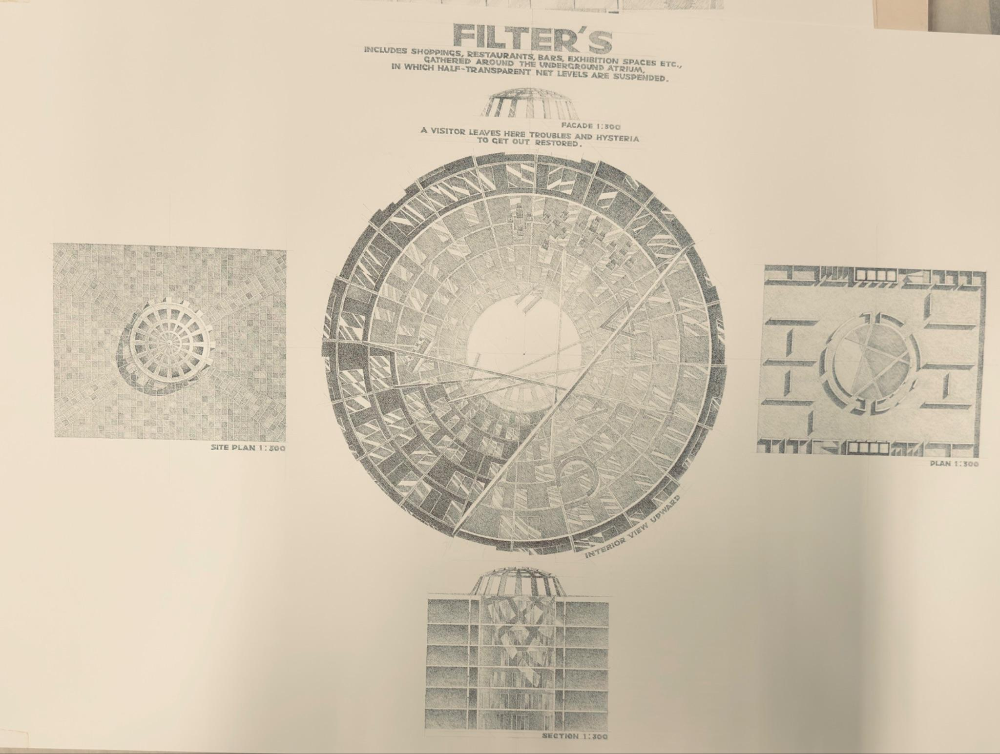 FILTER'S
INCLUDES SHOPPINGS, RESTAURANTS, BARS, EXHIBITION SPACES ETC.,
GATHERED AROUND THE UNDERGROUND ATRIUM,
IN WHICH HALF-TRANSPARENT NET LEVELS ARE SUSPENDED.
FACADE 1:300
A VISITOR LEAVES HERE TROUBLES AND HYSTERIA
TO GET OUT RESTORED.
SITE PLAN 1:300
PLAN 1:300
INTERIOR VIEW UPWARD
SECTION 1:300